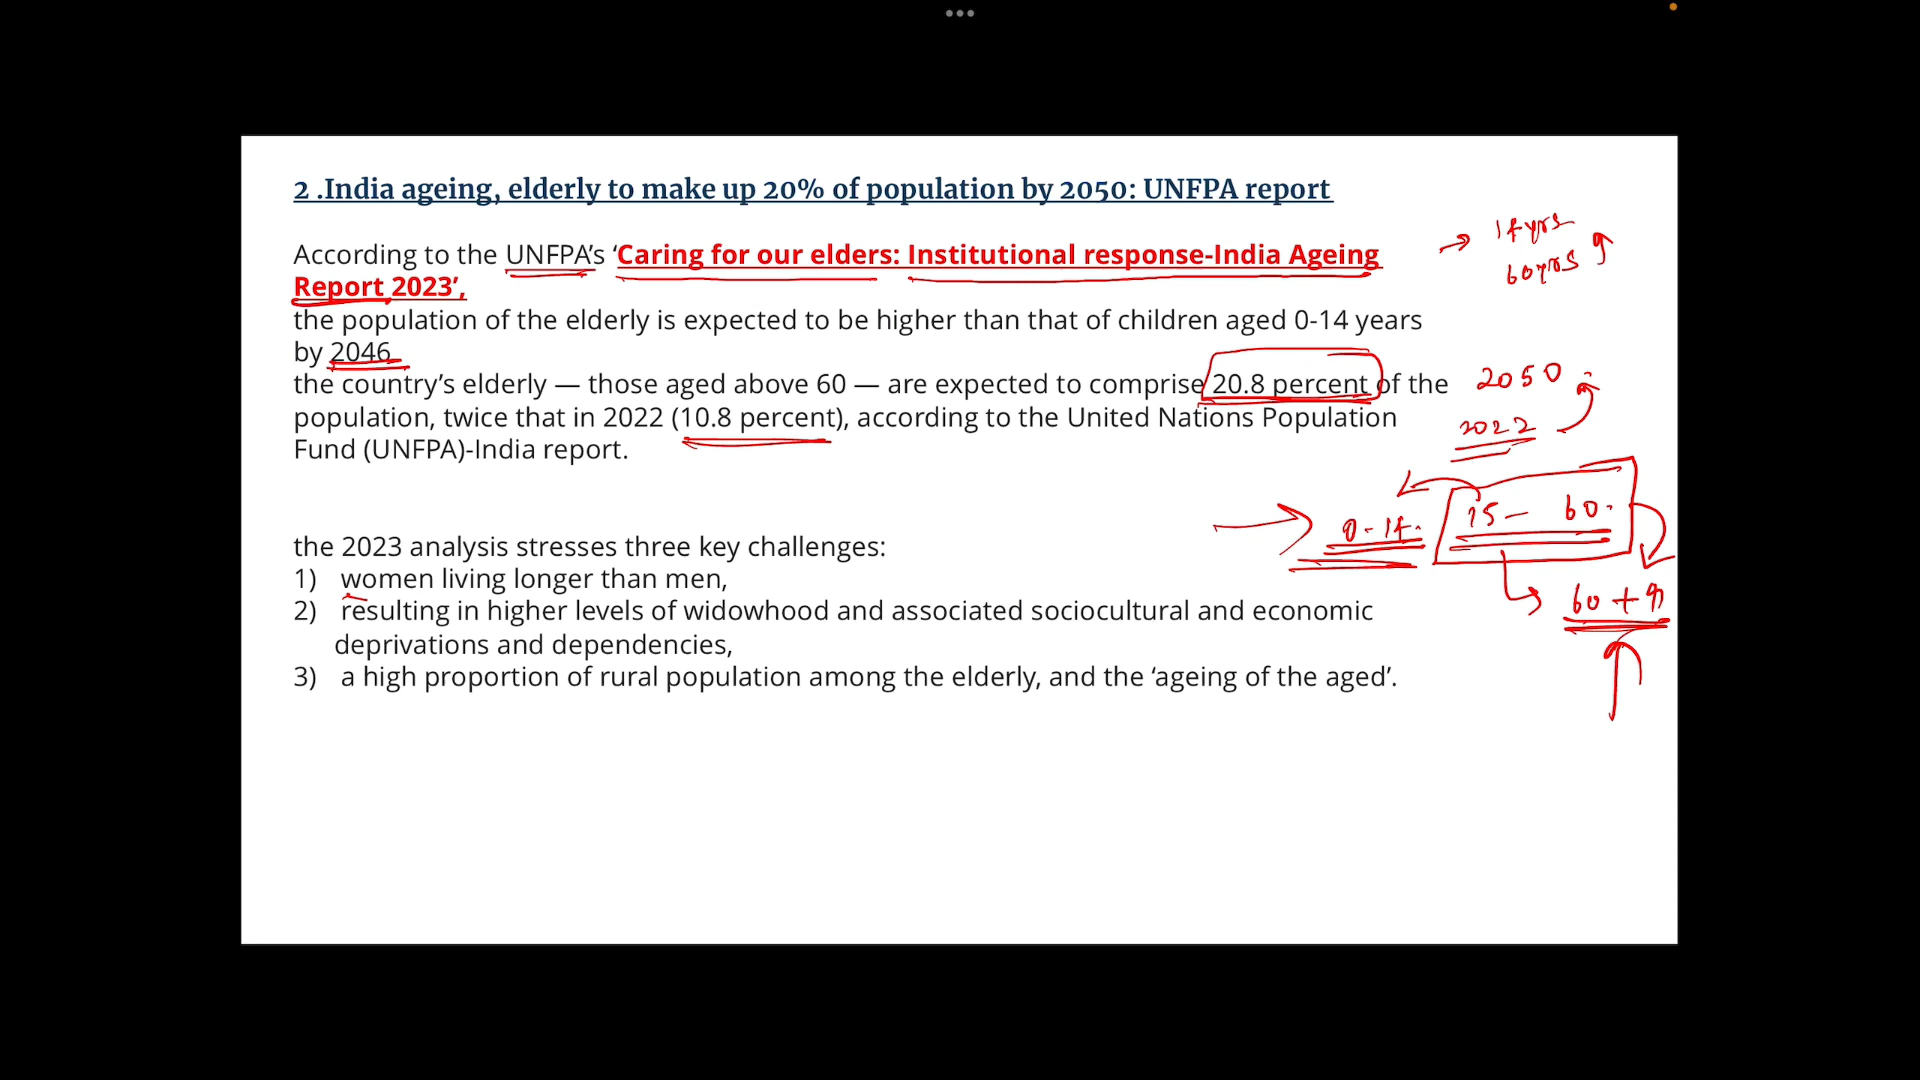 2 .India ageing, elderly to make up 20% of population by 2050: UNFPA report
According to the UNFPA’s ‘Caring for our elders: Institutional response-India Ageing
Report 2023’,
the population of the elderly is expected to be higher than that of children aged 0-14 years
by 2046
the country’s elderly — those aged above 60 — are expected to comprise 20.8 percent of the
population, twice that in 2022 (10.8 percent), according to the United Nations Population
Fund (UNFPA)-India report.
the 2023 analysis stresses three key challenges:
1) women living longer than men,
2) resulting in higher levels of widowhood and associated sociocultural and economic
deprivations and dependencies,
3) a high proportion of rural population among the elderly, and the ‘ageing of the aged’.
14yrs
60yrs
2050
2022
0-14.
15 — 60.
60 +